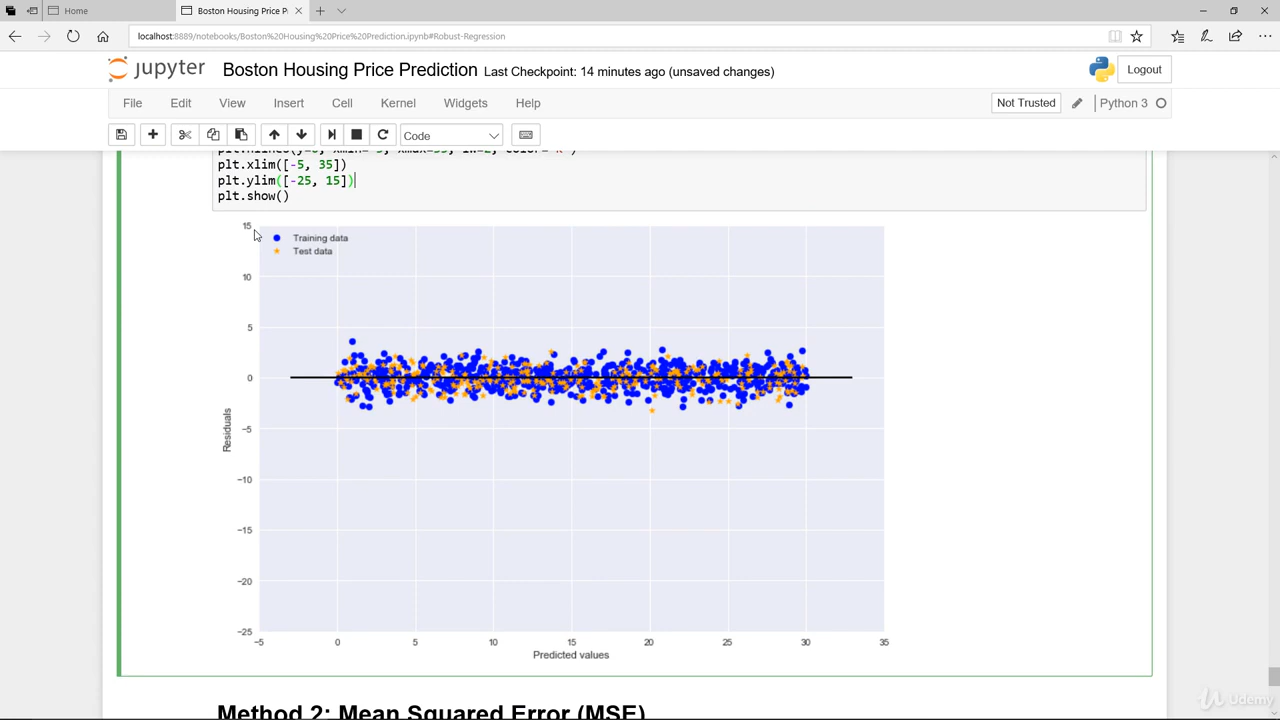 Home
Boston Housing Price P
localhost:8889/notebooks/Boston%20Housing%20Price%20Prediction.ipynb#Robust-Regression
jupyter Boston Housing Price Prediction Last Checkpoint: 14 minutes ago (unsaved changes)
Logout
File Edit View Insert Cell Kernel Widgets Help
Not Trusted
Python 3
Code
plt.xlim([-5, 35])
plt.ylim([-25, 15])
plt.show()
15
Training data
Test data
10
5
0
−5
−10
−15
−20
−25
Residuals
−5 0 5 10 15 20 25 30 35
Predicted values
Method 2: Mean Squared Error (MSE)
Udemy